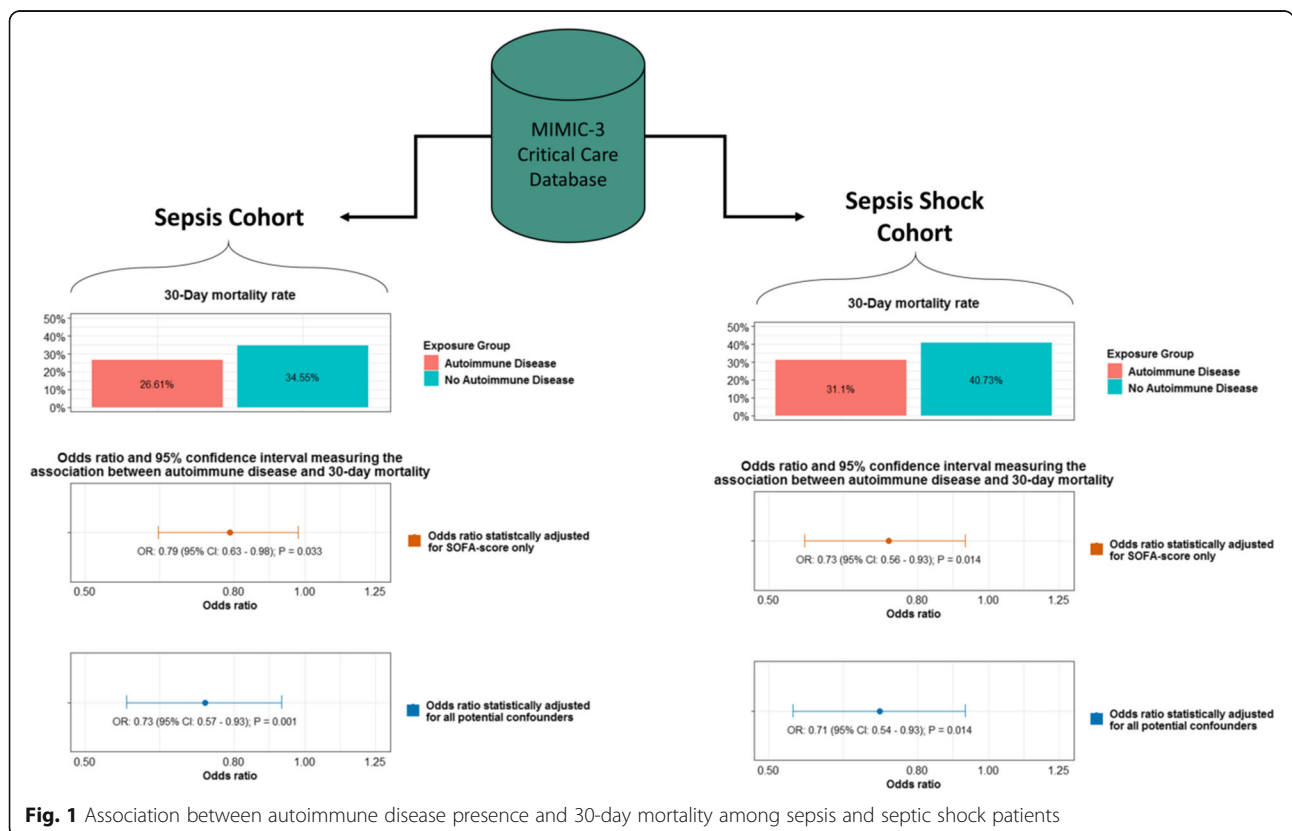 MIMIC-3
Critical Care
Database
Sepsis Cohort
30-Day mortality rate
50%
40%
30%
20%
10%
0%
26.61%
34.55%
Exposure Group
Autoimmune Disease
No Autoimmune Disease
Odds ratio and 95% confidence interval measuring the
association between autoimmune disease and 30-day mortality
OR: 0.79 (95% CI: 0.63 - 0.98); P = 0.033
0.50 0.80 1.00 1.25
Odds ratio
Odds ratio statistcally adjusted
for SOFA-score only
OR: 0.73 (95% CI: 0.57 - 0.93); P = 0.001
0.50 0.80 1.00 1.25
Odds ratio
Odds ratio statistically adjusted
for all potential confounders
Sepsis Shock
Cohort
30-Day mortality rate
50%
40%
30%
20%
10%
0%
31.1%
40.73%
Exposure Group
Autoimmune Disease
No Autoimmune Disease
Odds ratio and 95% confidence interval measuring the
association between autoimmune disease and 30-day mortality
OR: 0.73 (95% CI: 0.56 - 0.93); P = 0.014
0.50 0.80 1.00 1.25
Odds ratio
Odds ratio statistically adjusted
for SOFA-score only
OR: 0.71 (95% CI: 0.54 - 0.93); P = 0.014
0.50 0.80 1.00 1.25
Odds ratio
Odds ratio statistically adjusted
for all potential confounders
Fig. 1 Association between autoimmune disease presence and 30-day mortality among sepsis and septic shock patients